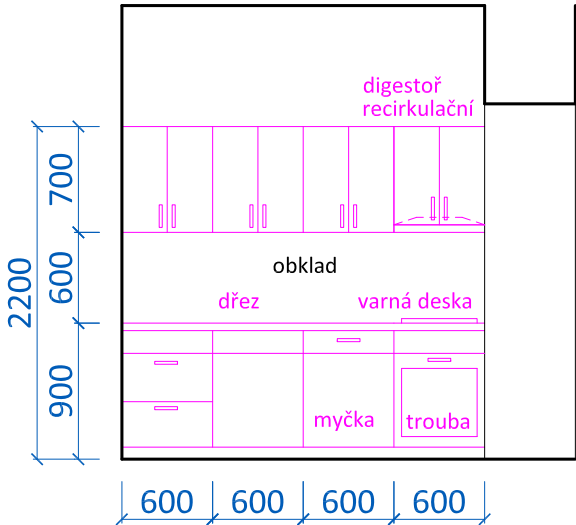 digestoř
recirkulační
700
600
2200
900
obklad
dřez
varná deska
myčka
trouba
600
600
600
600